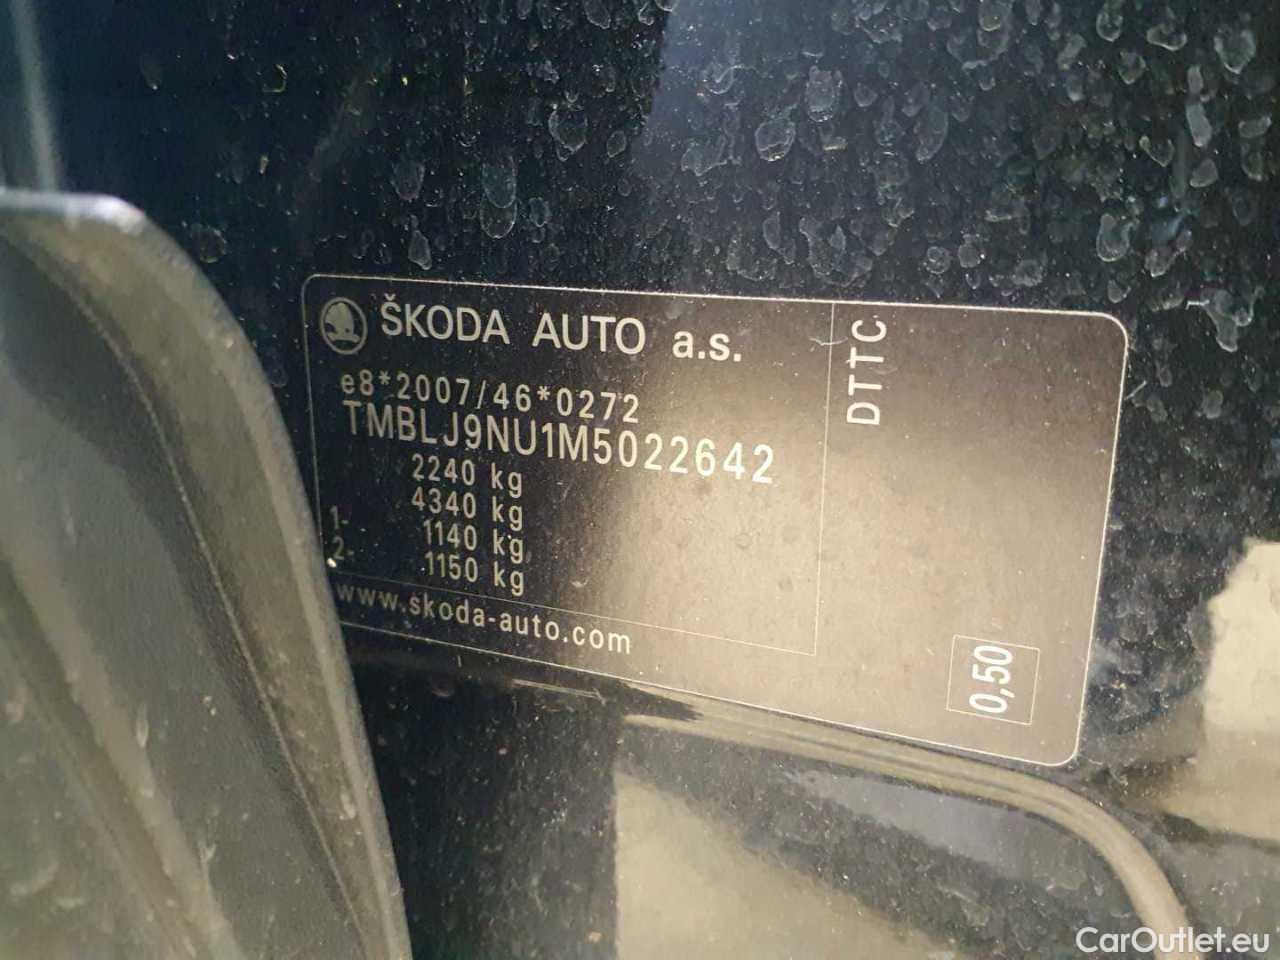 ŠKODA AUTO a.s.
e8*2007/46*0272
TMBLJ9NU1M5022642
2240 kg
4340 kg
1- 1140 kg
2- 1150 kg
www.skoda-auto.com
DTTC
0,50
CarOutlet.eu